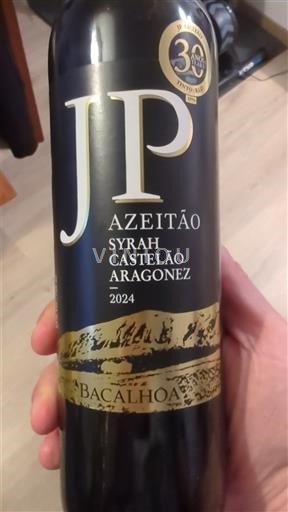 30
JP
AZEITÃO
SYRAH
CASTELÃO
ARAGONEZ
2024
BACALHÔA